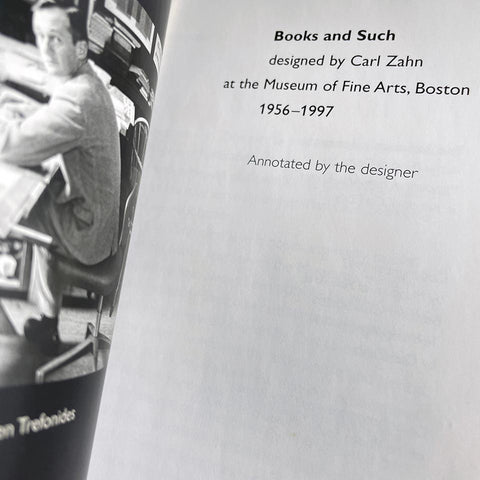 Books and Such
designed by Carl Zahn
at the Museum of Fine Arts, Boston
1956–1997
Annotated by the designer
Trefonides